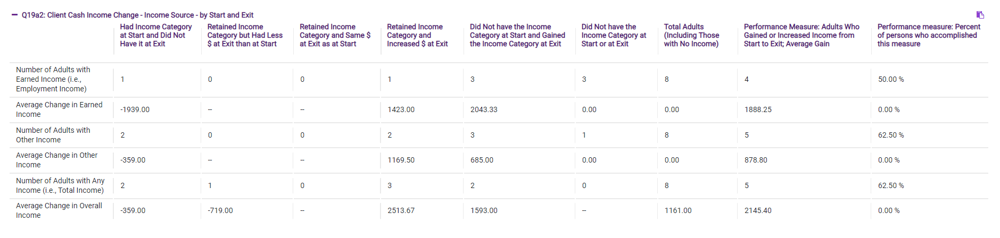 Q19a2: Client Cash Income Change - Income Source - by Start and Exit
Had Income Category at Start and Did Not Have it at Exit
Retained Income Category but Had Less $ at Exit than at Start
Retained Income Category and Same $ at Exit as at Start
Retained Income Category and Increased $ at Exit
Did Not have the Income Category at Start and Gained the Income Category at Exit
Did Not have the Income Category at Start or at Exit
Total Adults (Including Those with No Income)
Performance Measure: Adults Who Gained or Increased Income from Start to Exit; Average Gain
Performance measure: Percent of persons who accomplished this measure
Number of Adults with Earned Income (i.e., Employment Income) 1 0 0 1 3 3 8 4 50.00 %
Average Change in Earned Income -1939.00 -- -- 1423.00 2043.33 0.00 0.00 1888.25 0.00 %
Number of Adults with Other Income 2 0 0 2 3 1 8 5 62.50 %
Average Change in Other Income -359.00 -- -- 1169.50 685.00 0.00 0.00 878.80 0.00 %
Number of Adults with Any Income (i.e., Total Income) 2 1 0 3 2 0 8 5 62.50 %
Average Change in Overall Income -359.00 -719.00 -- 2513.67 1593.00 -- 1161.00 2145.40 0.00 %